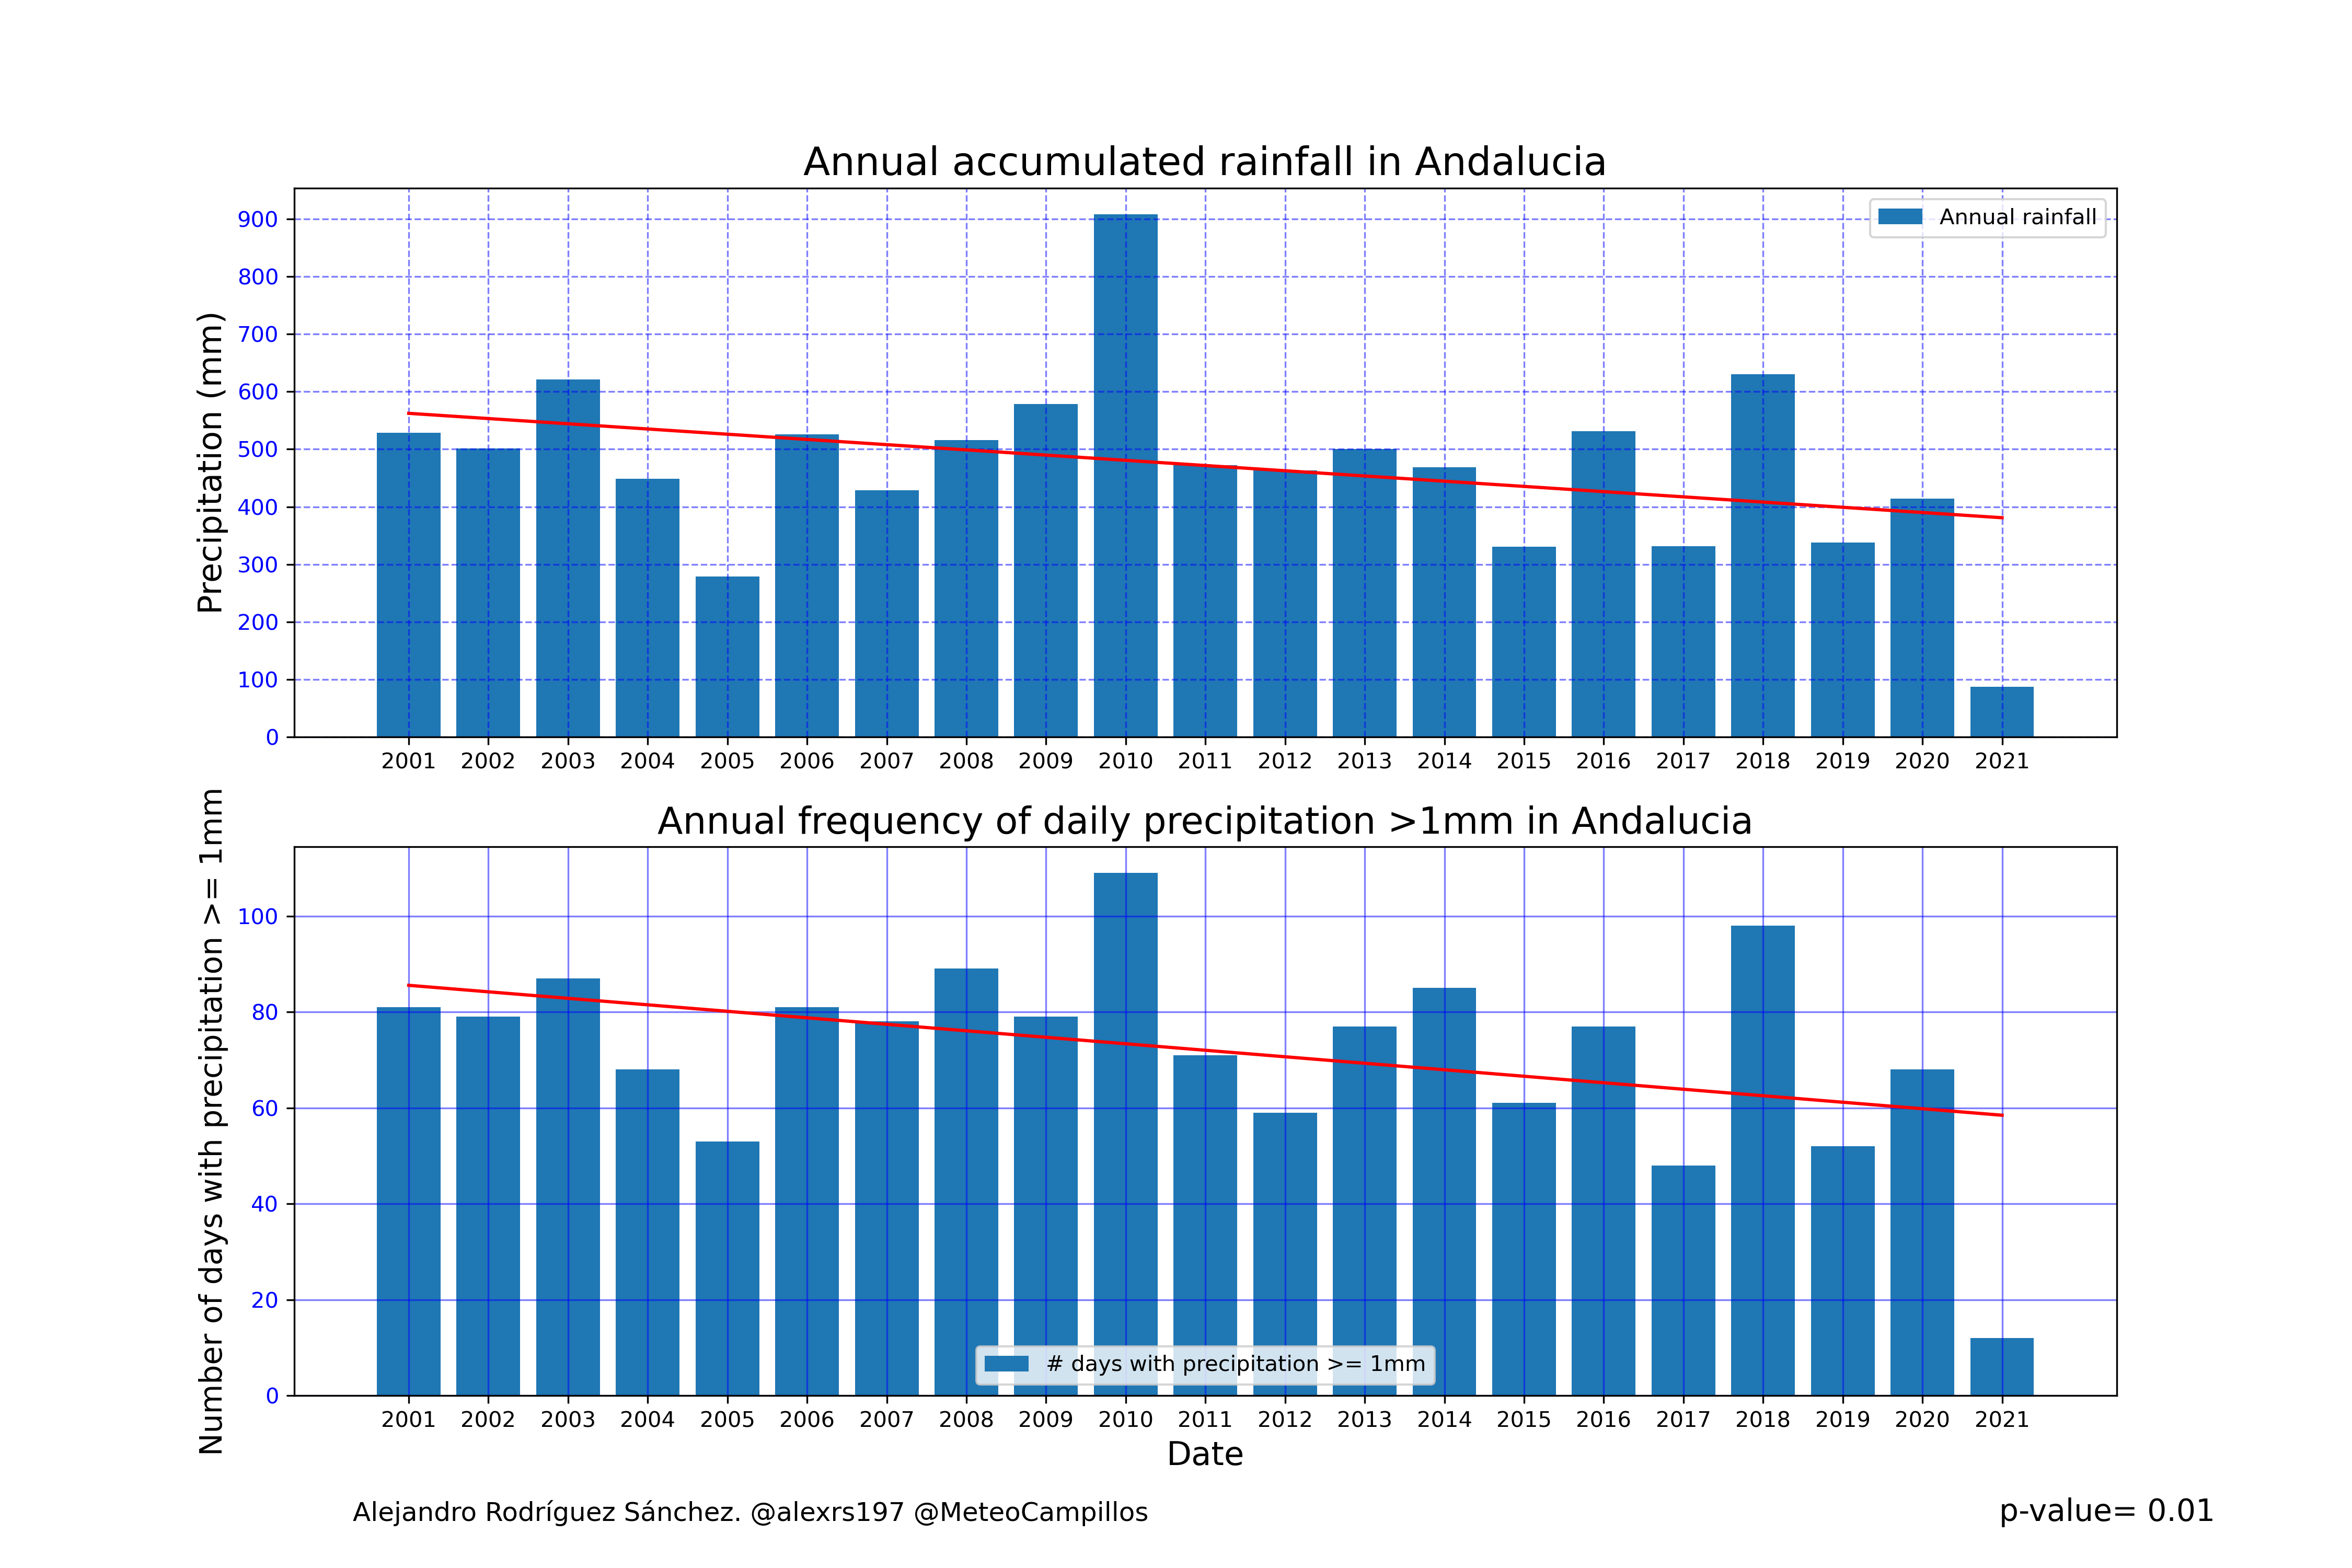 Annual accumulated rainfall in Andalucia
Precipitation (mm)
900
800
700
600
500
400
300
200
100
0
Annual rainfall
2001 2002 2003 2004 2005 2006 2007 2008 2009 2010 2011 2012 2013 2014 2015 2016 2017 2018 2019 2020 2021
Annual frequency of daily precipitation >1mm in Andalucia
Number of days with precipitation >= 1mm
100
80
60
40
20
0
# days with precipitation >= 1mm
2001 2002 2003 2004 2005 2006 2007 2008 2009 2010 2011 2012 2013 2014 2015 2016 2017 2018 2019 2020 2021
Date
Alejandro Rodríguez Sánchez. @alexrs197 @MeteoCampillos
p-value= 0.01